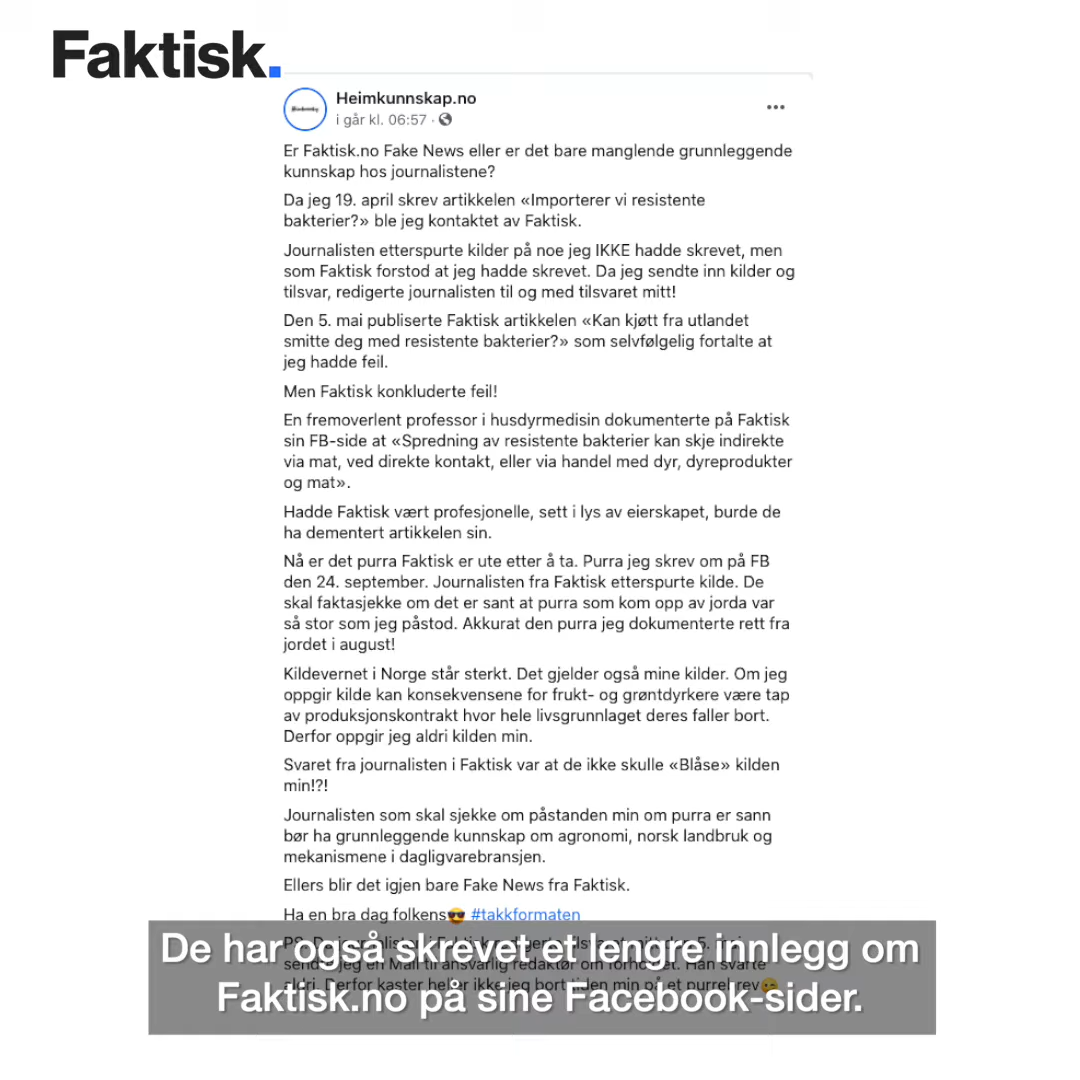 Faktisk.
Heimkunnskap.no
i går kl. 06:57 ·
Er Faktisk.no Fake News eller er det bare manglende grunnleggende
kunnskap hos journalistene?
Da jeg 19. april skrev artikkelen «Importerer vi resistente
bakterier?» ble jeg kontaktet av Faktisk.
Journalisten etterspurte kilder på noe jeg IKKE hadde skrevet, men
som Faktisk forstod at jeg hadde skrevet. Da jeg sendte inn kilder og
tilsvar, redigerte journalisten til og med tilsvaret mitt!
Den 5. mai publiserte Faktisk artikkelen «Kan kjøtt fra utlandet
smitte deg med resistente bakterier?» som selvfølgelig fortalte at
jeg hadde feil.
Men Faktisk konkluderte feil!
En fremoverlent professor i husdyrmedisin dokumenterte på Faktisk
sin FB-side at «Spredning av resistente bakterier kan skje indirekte
via mat, ved direkte kontakt, eller via handel med dyr, dyreprodukter
og mat».
Hadde Faktisk vært profesjonelle, sett i lys av eierskapet, burde de
ha dementert artikkelen sin.
Nå er det purra Faktisk er ute etter å ta. Purra jeg skrev om på FB
den 24. september. Journalisten fra Faktisk etterspurte kilde. De
skal faktasjekke om det er sant at purra som kom opp av jorda var
så stor som jeg påstod. Akkurat den purra jeg dokumenterte rett fra
jordet i august!
Kildevernet i Norge står sterkt. Det gjelder også mine kilder. Om jeg
oppgir kilde kan konsekvensene for frukt- og grøntdyrkere være tap
av produksjonskontrakt hvor hele livsgrunnlaget deres faller bort.
Derfor oppgir jeg aldri kilden min.
Svaret fra journalisten i Faktisk var at de ikke skulle «Blåse» kilden
min!?!
Journalisten som skal sjekke om påstanden min om purra er sann
bør ha grunnleggende kunnskap om agronomi, norsk landbruk og
mekanismene i dagligvarebransjen.
Ellers blir det igjen bare Fake News fra Faktisk.
Ha en bra dag folkens😎 #takkformaten
De har også skrevet et lengre innlegg om
Faktisk.no på sine Facebook-sider.